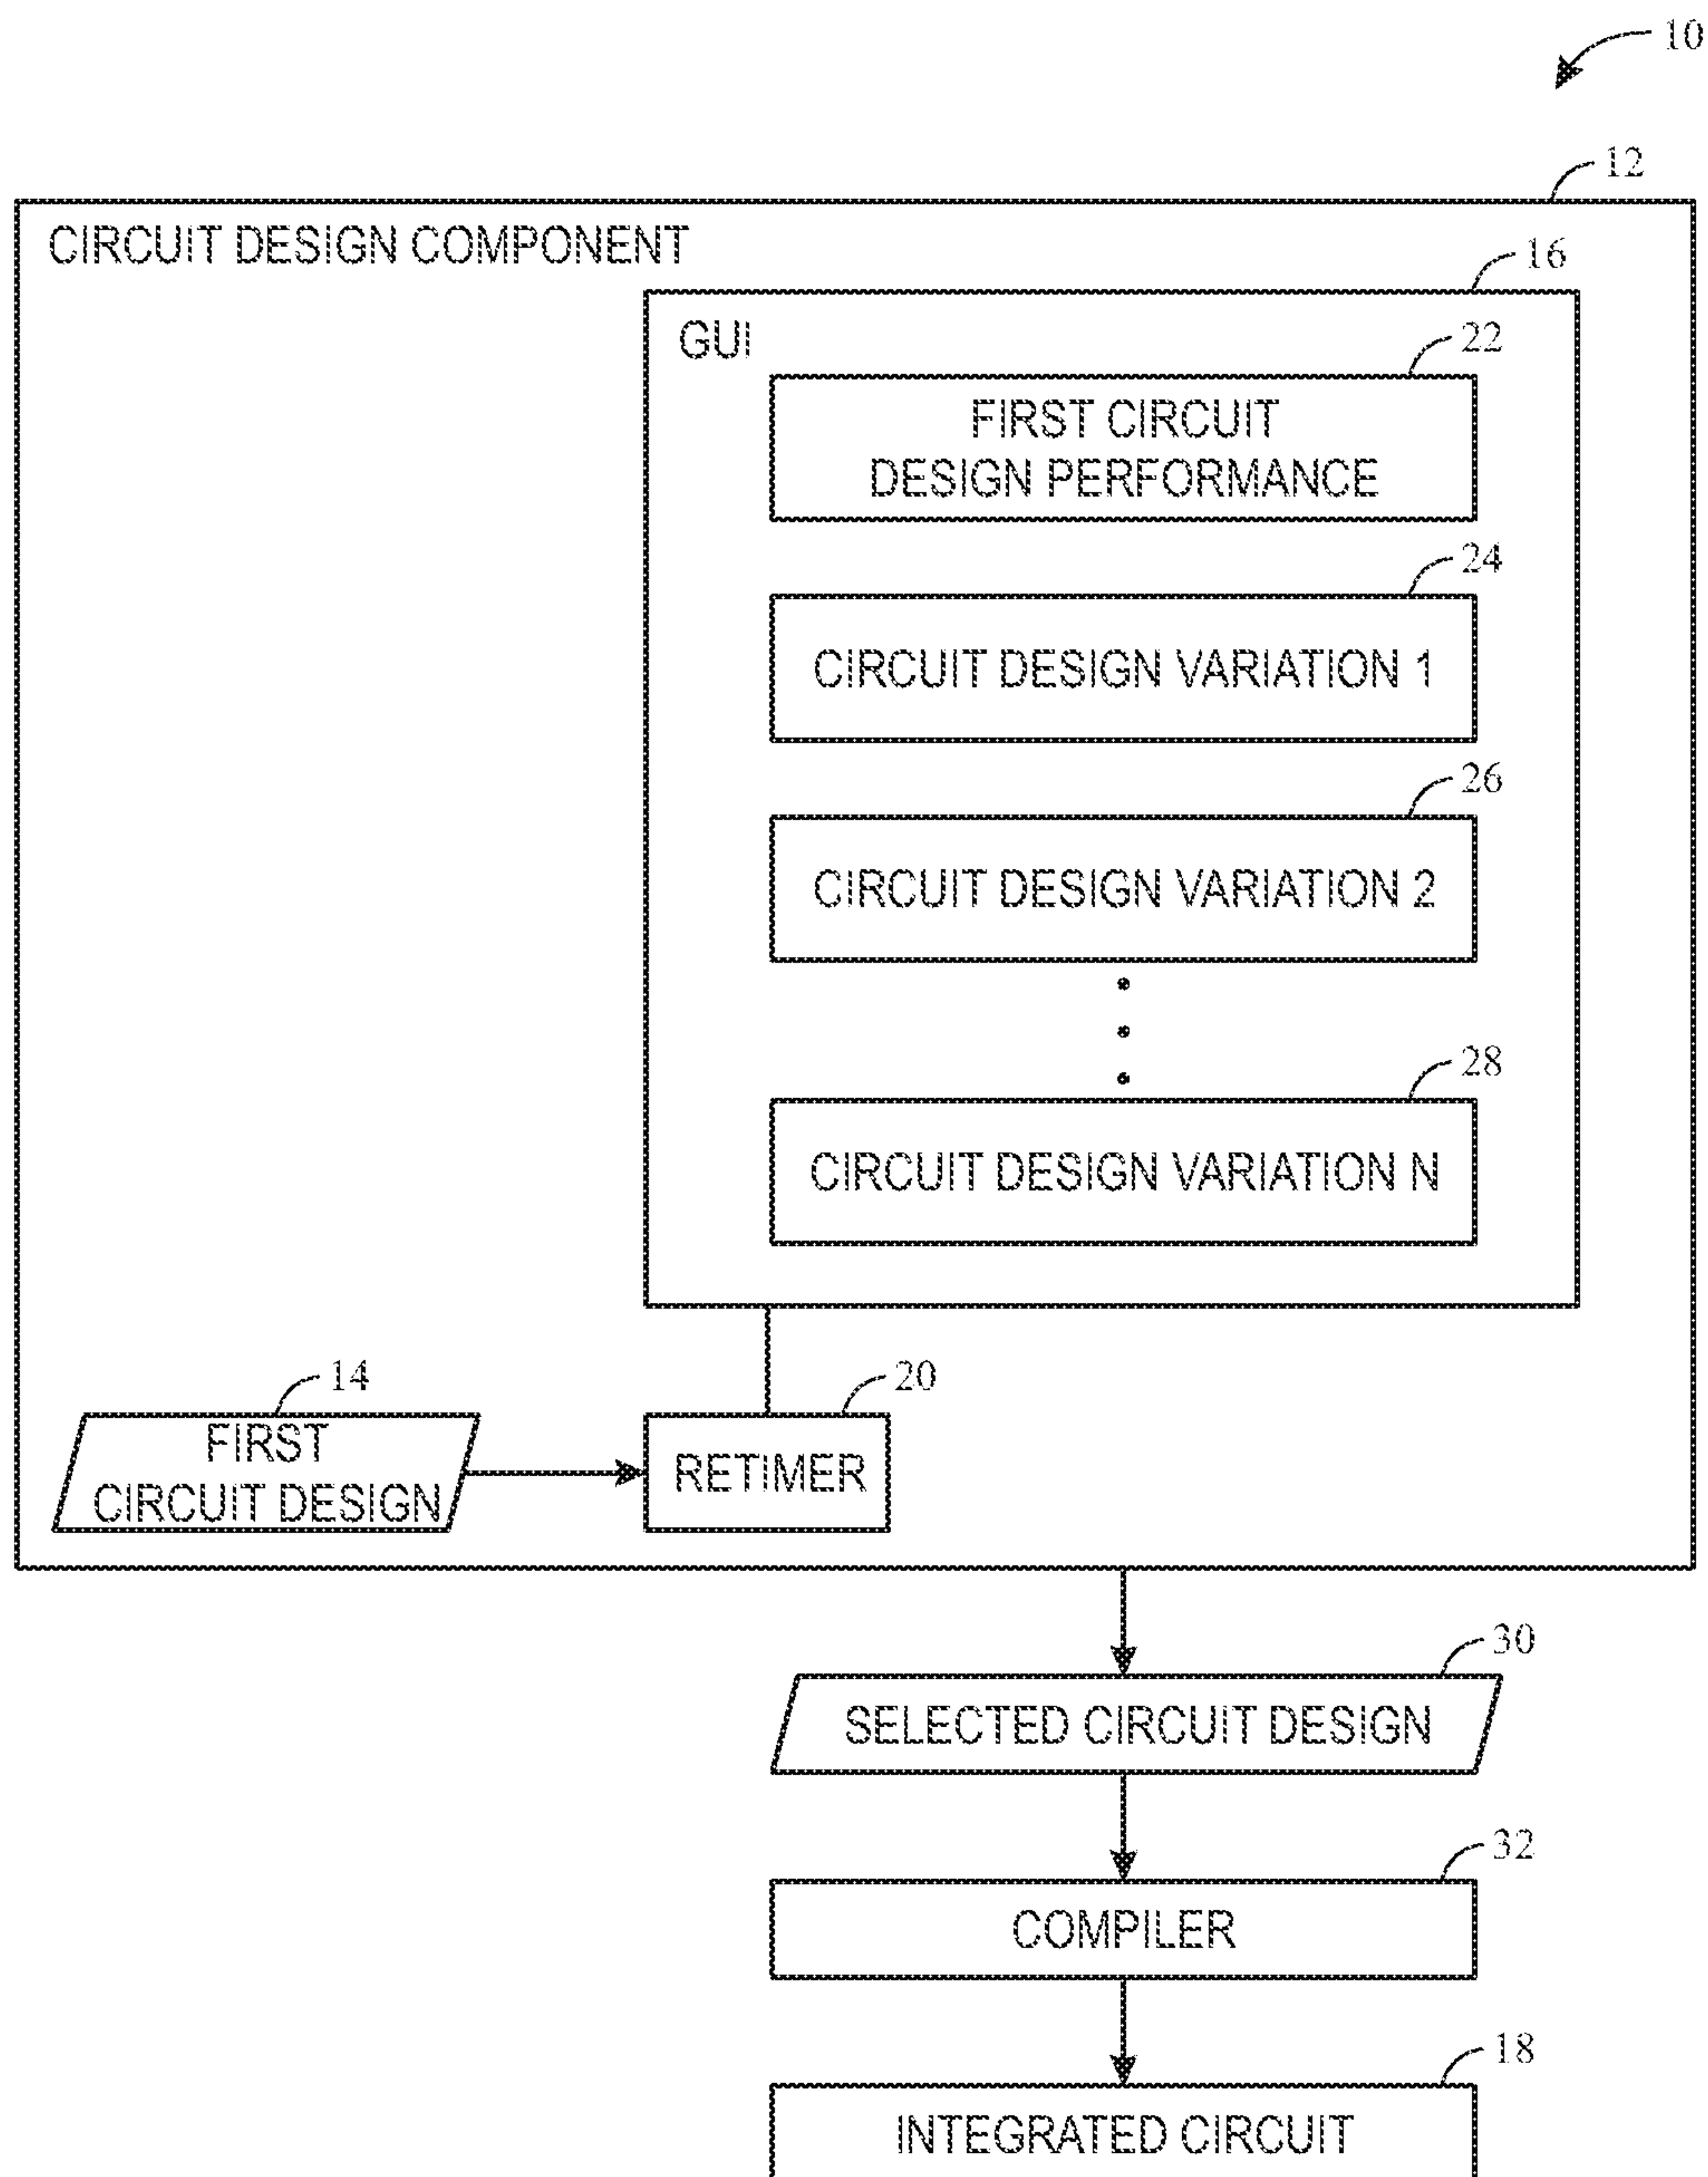 10
12
CIRCUIT DESIGN COMPONENT
16
GUI
22
FIRST CIRCUIT
DESIGN PERFORMANCE
24
CIRCUIT DESIGN VARIATION 1
26
CIRCUIT DESIGN VARIATION 2
28
CIRCUIT DESIGN VARIATION N
14
20
FIRST
CIRCUIT DESIGN
RETIMER
30
SELECTED CIRCUIT DESIGN
32
COMPILER
18
INTEGRATED CIRCUIT